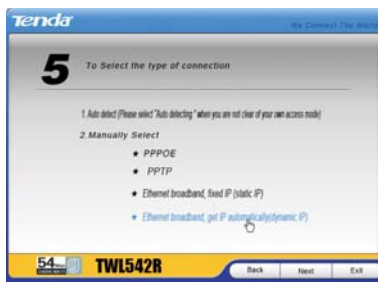 Tenda
We Connect The World
5
To Select the type of connection
1. Auto detect (Please select "Auto detecting" when you are not clear of your own access mode)
2.Manually Select
★ PPPOE
★ PPTP
★ Ethernet broadband, fixed IP (static IP)
★ Ethernet broadband, get IP automatically(dynamic IP)
54
TWL542R
Back
Next
Exit